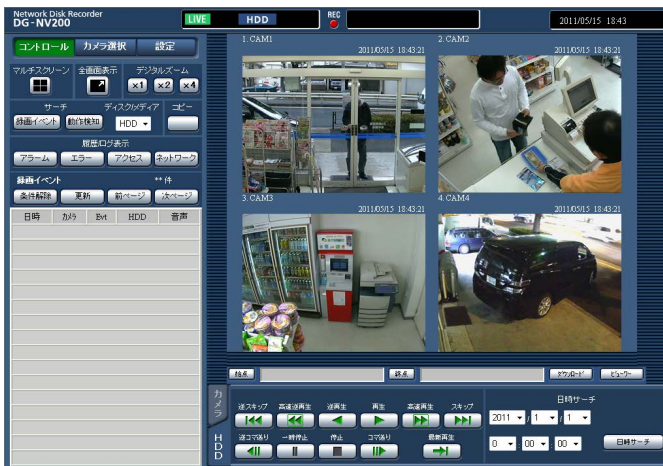 Network Disk Recorder
DG-NV200
LIVE
HDD
REC
2011/05/15 18:43
コントロール カメラ選択 設定
マルチスクリーン 全画面表示 デジタルズーム
×1 ×2 ×4
サーチ ディスク/メディア コピー
録画イベント 動作検知 HDD
履歴/ログ表示
アラーム エラー アクセス ネットワーク
録画イベント **件
条件解除 更新 前ページ 次ページ
日時 カメラ Evt HDD 音声
1. CAM1
2011/05/15 18:43:21
2. CAM2
2011/05/15 18:43:21
3. CAM3
2011/05/15 18:43:21
4. CAM4
2011/05/15 18:43:21
始点 終点 ダウンロード ビューワー
カメラ
HDD
逆スキップ 高速逆再生 逆再生 再生 高速再生 スキップ
逆コマ送り 一時停止 停止 コマ送り 最新再生
日時サーチ
2011 / 1 / 1
0 : 00 : 00 日時サーチ